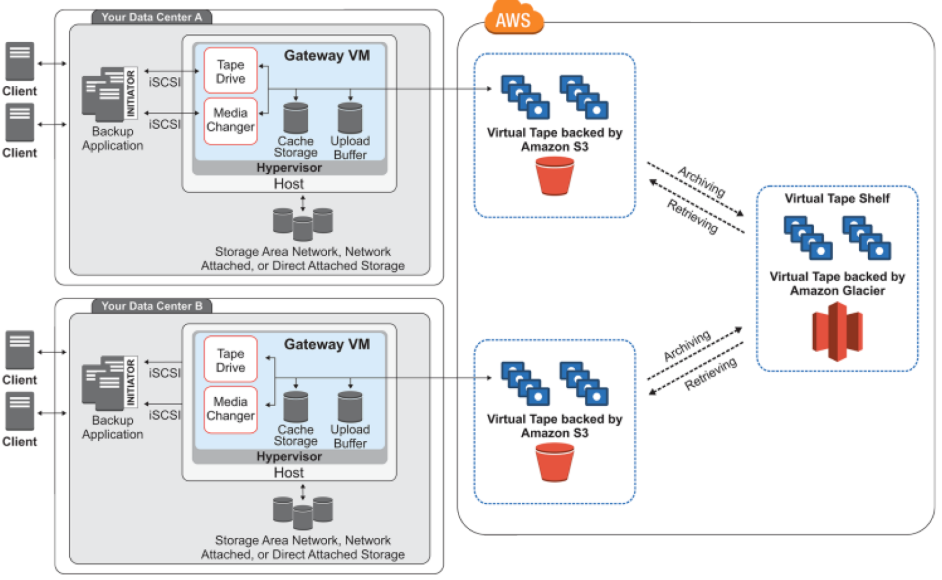 Your Data Center A
AWS
Client
Client
INITIATOR
Backup
Application
iSCSI
iSCSI
Gateway VM
Tape
Drive
Media
Changer
Cache
Storage
Upload
Buffer
Hypervisor
Host
Storage Area Network, Network
Attached, or Direct Attached Storage
Virtual Tape backed by
Amazon S3
Archiving
Retrieving
Virtual Tape Shelf
Virtual Tape backed by
Amazon Glacier
Your Data Center B
Client
Client
INITIATOR
Backup
Application
iSCSI
iSCSI
Gateway VM
Tape
Drive
Media
Changer
Cache
Storage
Upload
Buffer
Hypervisor
Host
Storage Area Network, Network
Attached, or Direct Attached Storage
Virtual Tape backed by
Amazon S3
Archiving
Retrieving